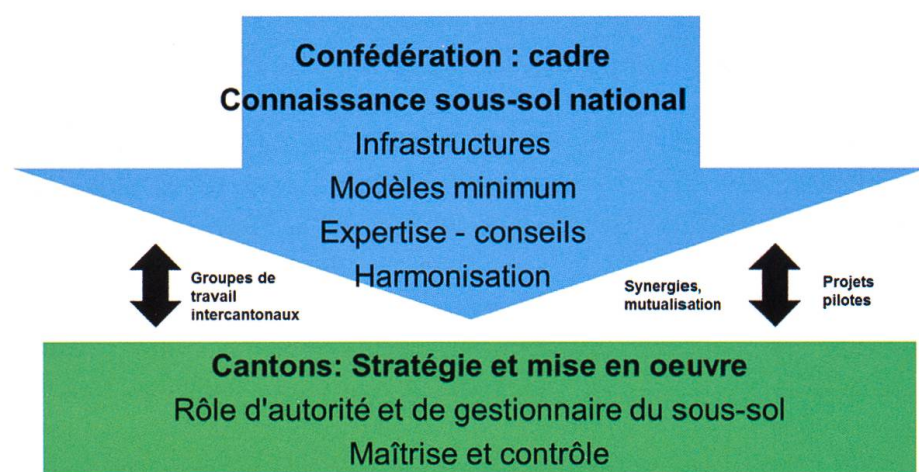 Confédération : cadre
Connaissance sous-sol national
Infrastructures
Modèles minimum
Expertise - conseils
Harmonisation
Groupes de
travail
intercantonaux
Synergies,
mutualisation
Projets
pilotes
Cantons: Stratégie et mise en oeuvre
Rôle d'autorité et de gestionnaire du sous-sol
Maîtrise et contrôle